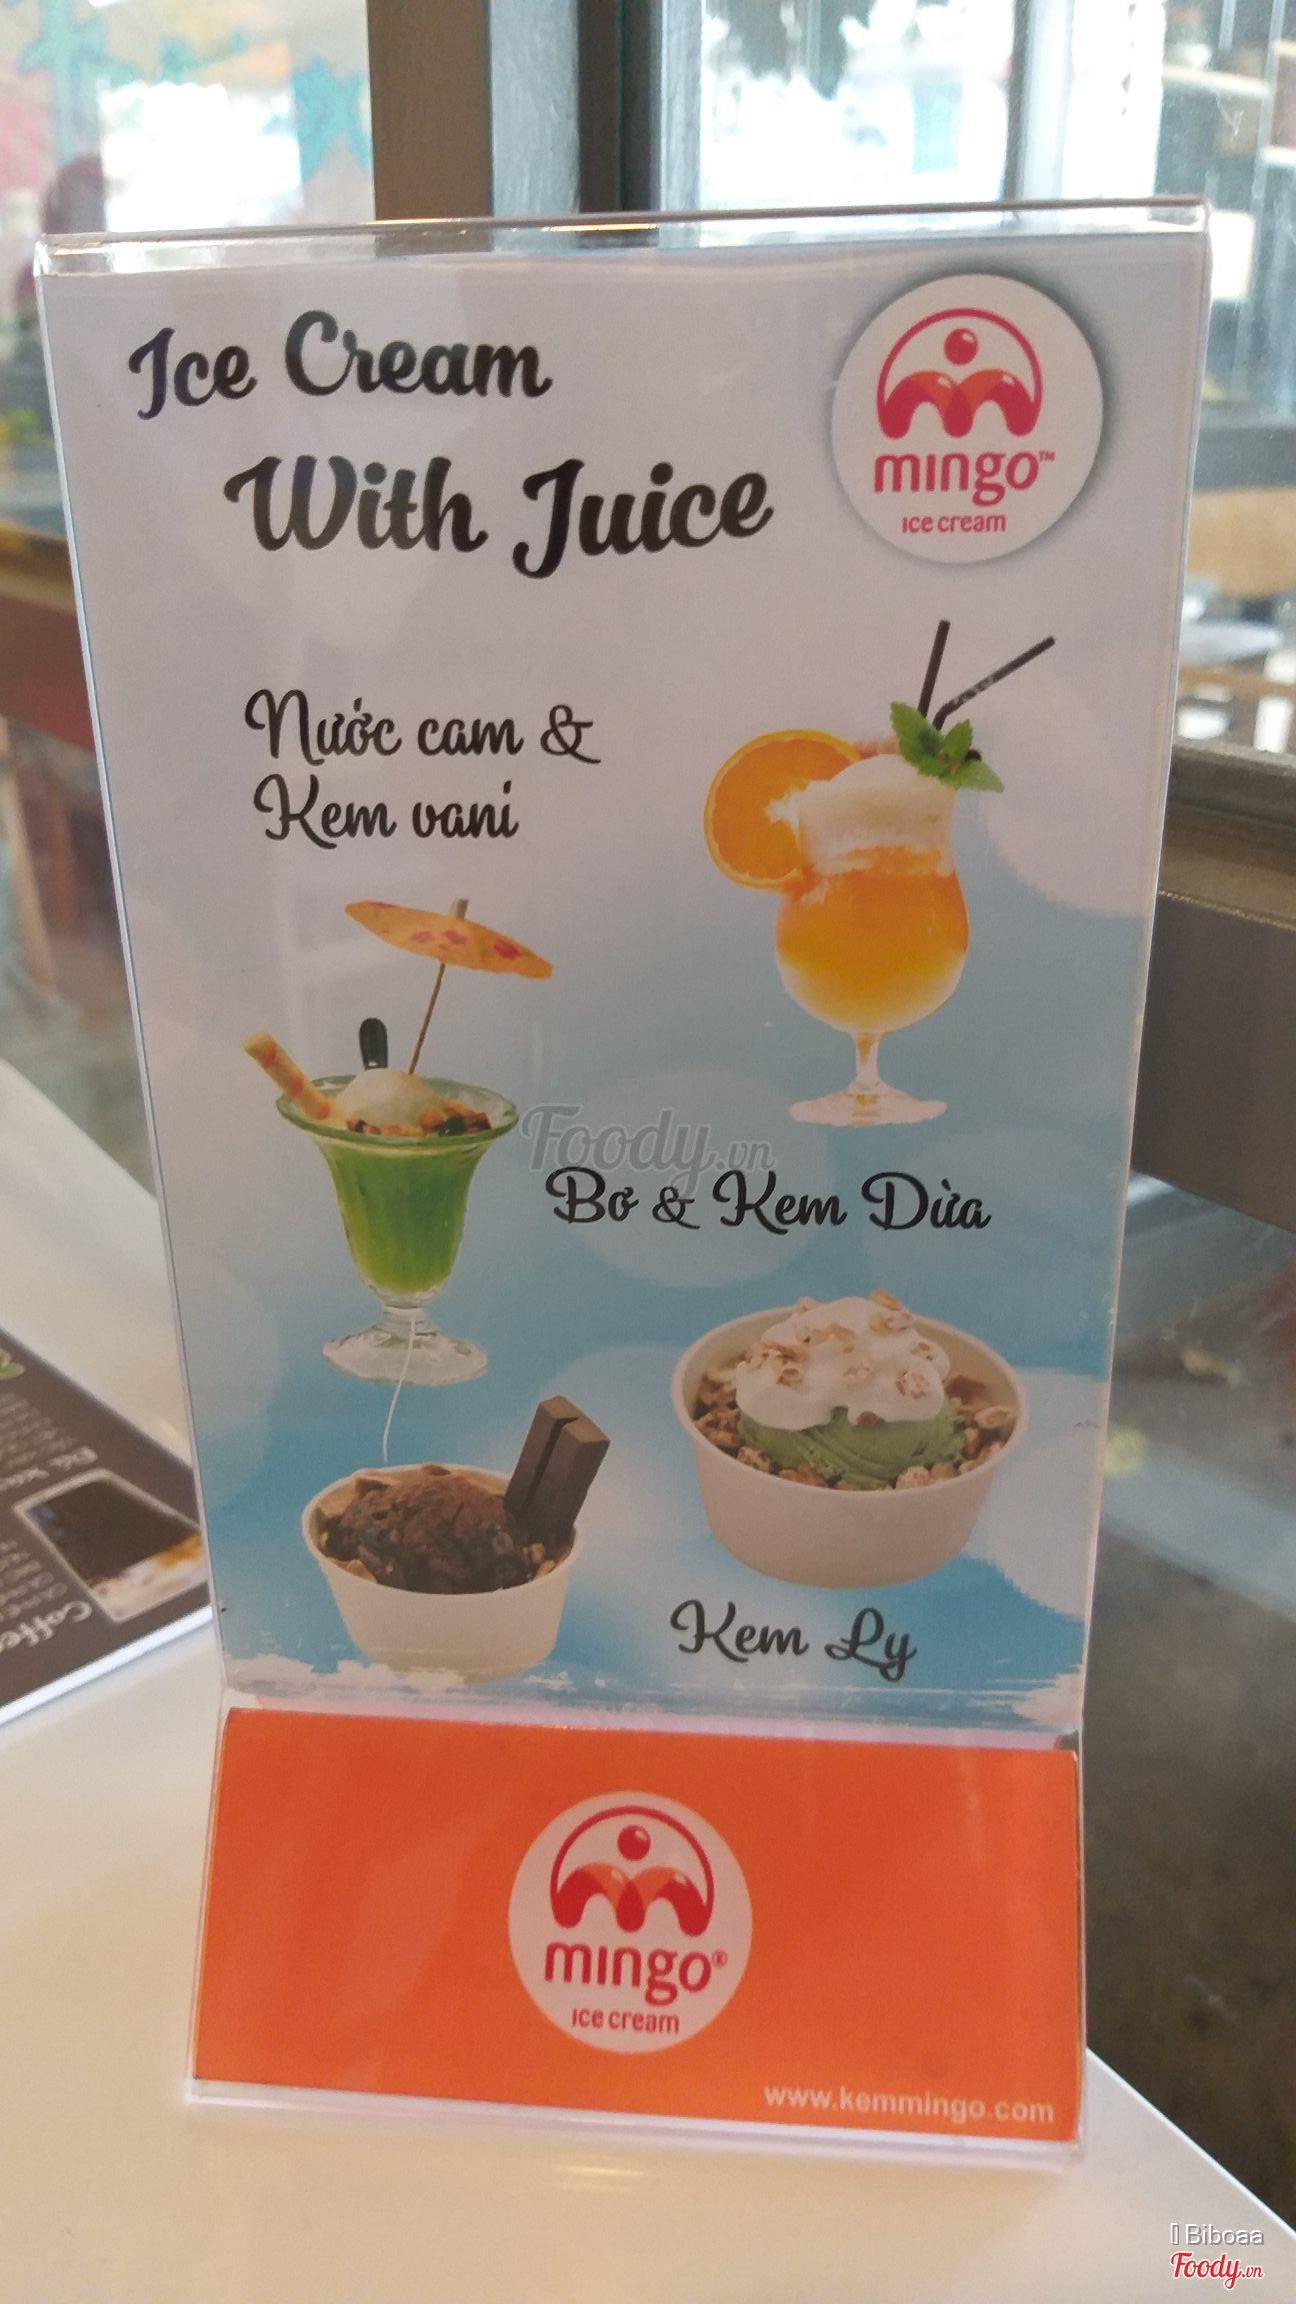 Ice Cream
With Juice
mingo™
ice cream
Nước cam &
Kem vani
Foody.vn
Bơ & Kem Dừa
Kem Ly
Coffee
mingo®
ice cream
www.kemmingo.com
Biboaa
Foody.vn